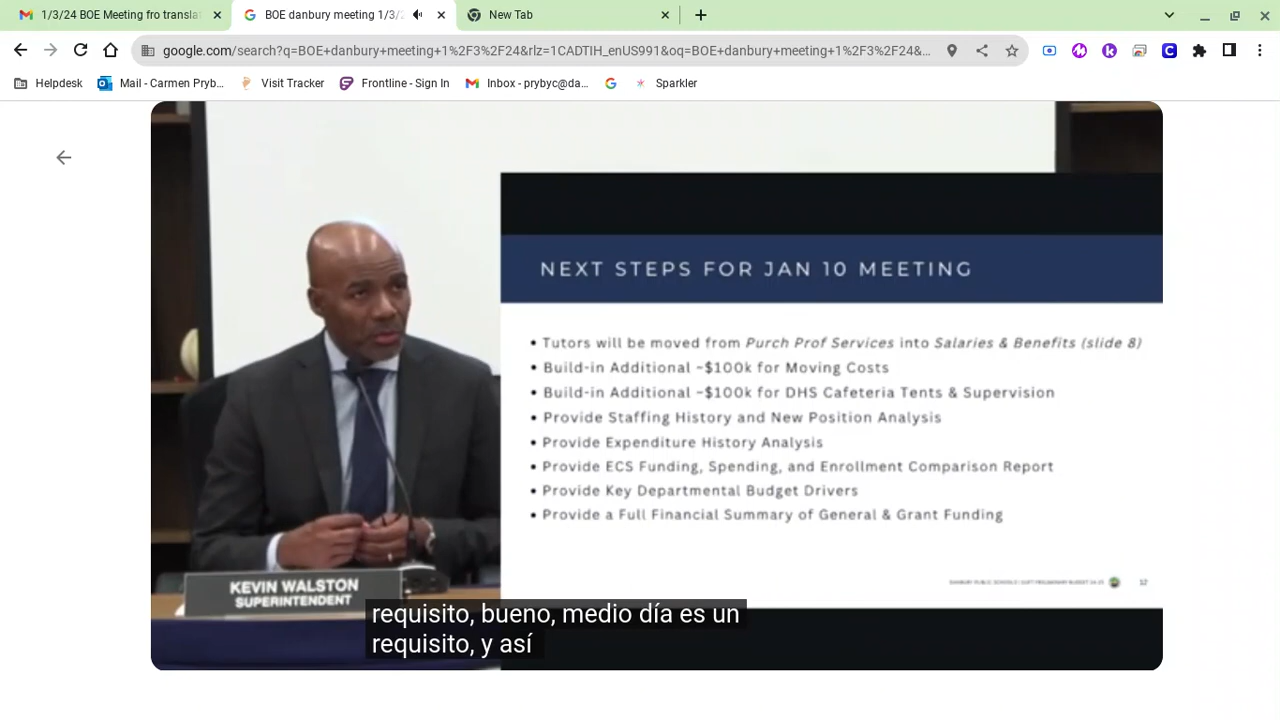 1/3/24 BOE Meeting fro transla
BOE danbury meeting 1/3/2
New Tab
google.com/search?q=BOE+danbury+meeting+1%2F3%2F24&rlz=1CADTIH_enUS991&oq=BOE+danbury+meeting+1%2F3%2F24&...
Helpdesk
Mail - Carmen Pryb...
Visit Tracker
Frontline - Sign In
Inbox - prybyc@da...
Sparkler
NEXT STEPS FOR JAN 10 MEETING
• Tutors will be moved from Purch Prof Services into Salaries & Benefits (slide 8)
• Build-in Additional ~$100k for Moving Costs
• Build-in Additional ~$100k for DHS Cafeteria Tents & Supervision
• Provide Staffing History and New Position Analysis
• Provide Expenditure History Analysis
• Provide ECS Funding, Spending, and Enrollment Comparison Report
• Provide Key Departmental Budget Drivers
• Provide a Full Financial Summary of General & Grant Funding
DANBURY PUBLIC SCHOOLS
12
KEVIN WALSTON
SUPERINTENDENT
requisito, bueno, medio día es un
requisito, y así